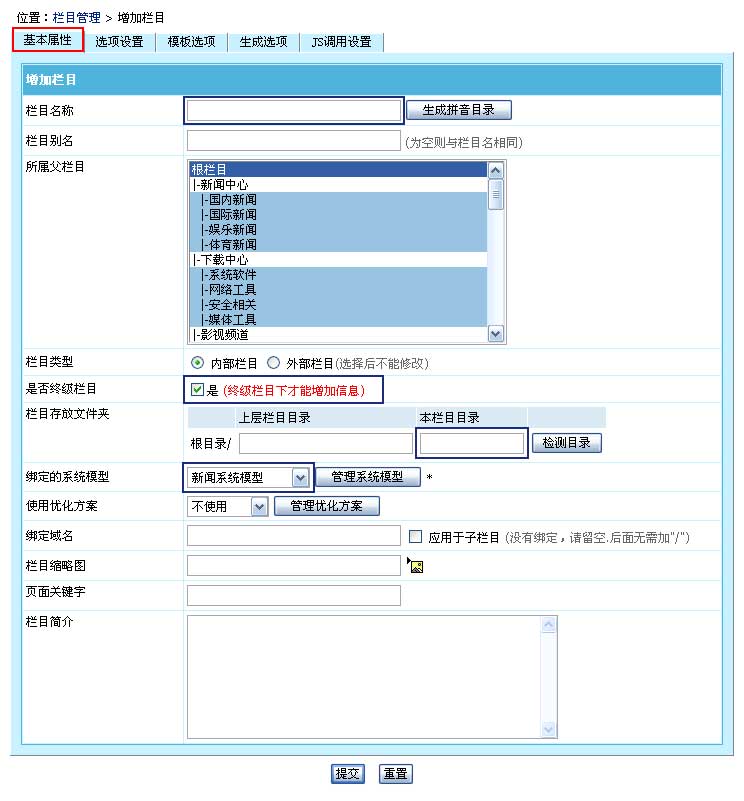 位置：栏目管理 > 增加栏目
基本属性 选项设置 模板选项 生成选项 JS调用设置
增加栏目
栏目名称 生成拼音目录
栏目别名 (为空则与栏目名相同)
所属父栏目
根栏目
|-新闻中心
|-国内新闻
|-国际新闻
|-娱乐新闻
|-体育新闻
|-下载中心
|-系统软件
|-网络工具
|-安全相关
|-媒体工具
|-影视频道
栏目类型 内部栏目 外部栏目(选择后不能修改)
是否终级栏目 是 (终级栏目下才能增加信息)
栏目存放文件夹 上层栏目目录 本栏目目录
根目录/ 检测目录
绑定的系统模型 新闻系统模型 管理系统模型 *
使用优化方案 不使用 管理优化方案
绑定域名 应用于子栏目 (没有绑定，请留空.后面无需加"/")
栏目缩略图
页面关键字
栏目简介
提交 重置